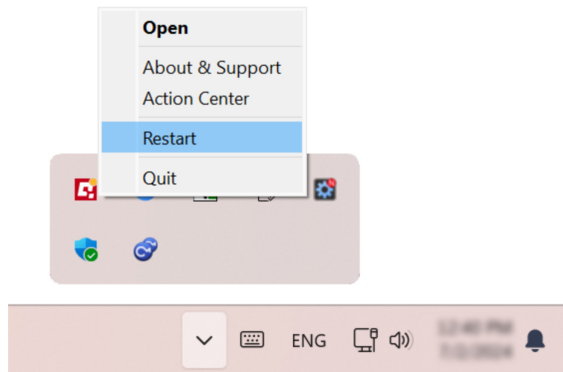 Open
About & Support
Action Center
Restart
Quit
ENG